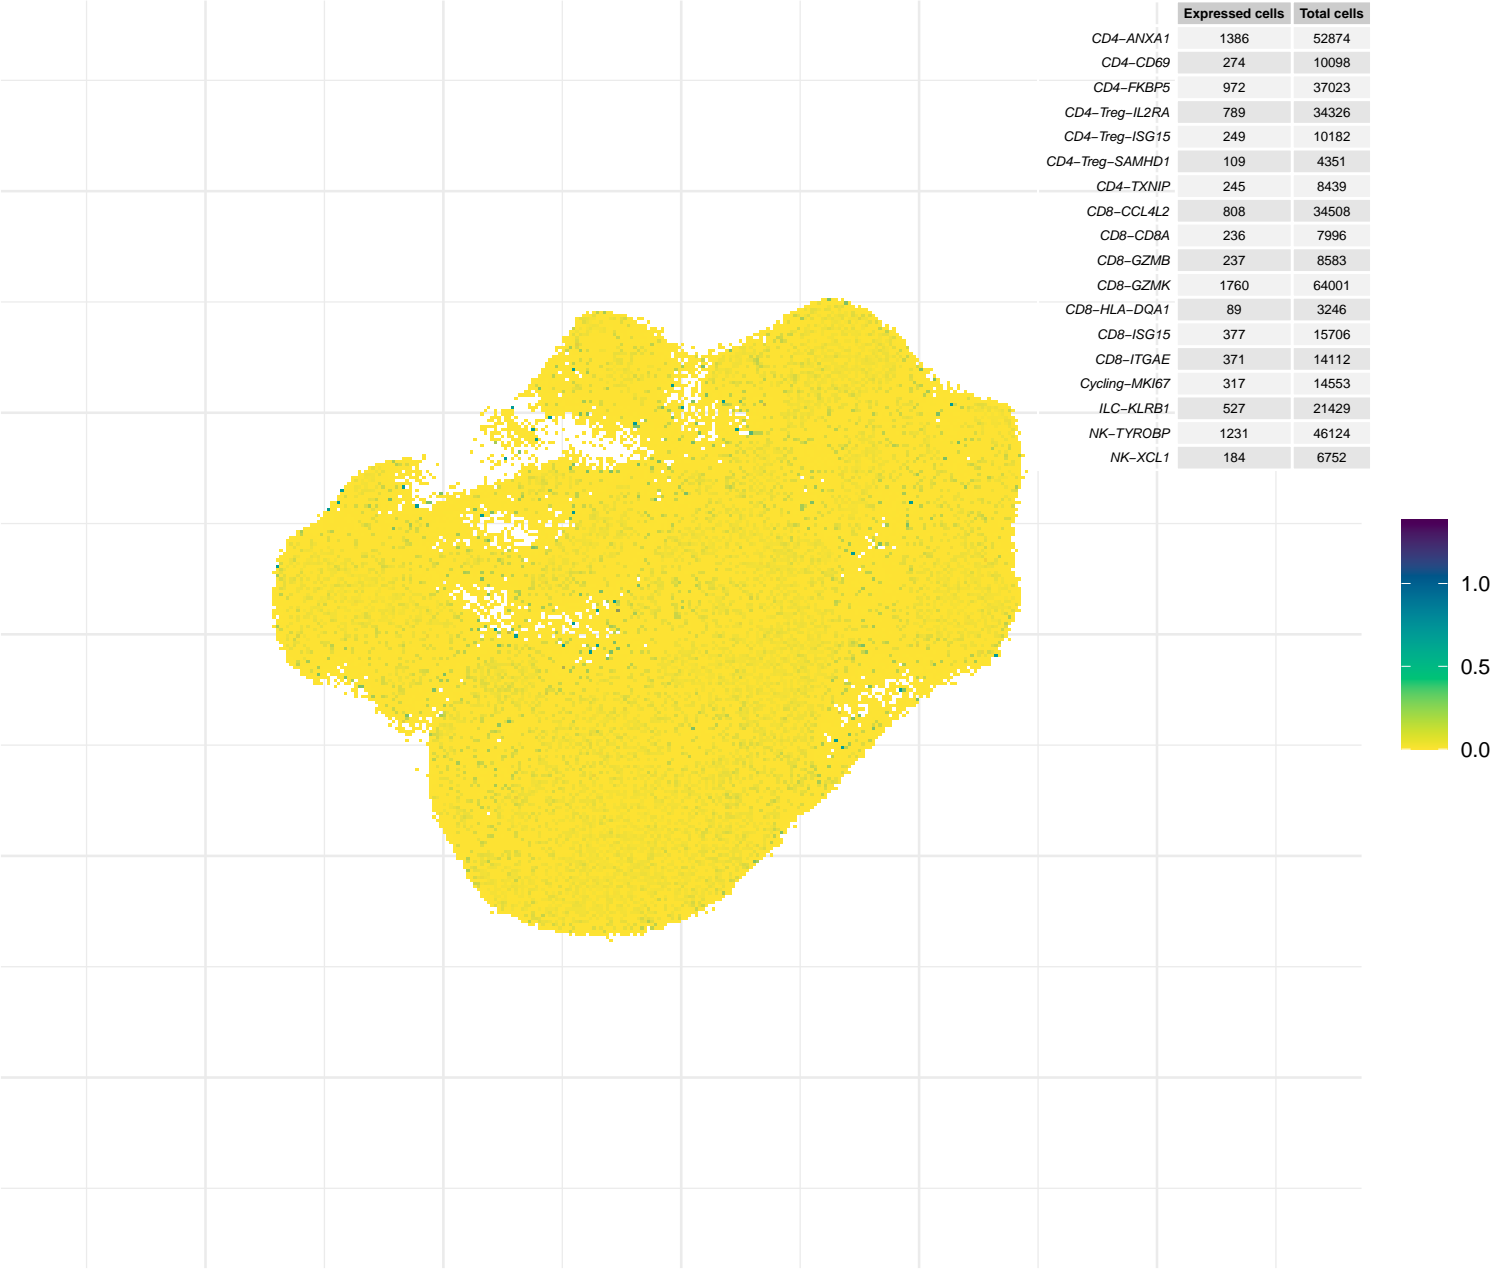 Expressed cells Total cells
CD4−ANXA1 1386 52874
CD4−CD69 274 10098
CD4−FKBP5 972 37023
CD4−Treg−IL2RA 789 34326
CD4−Treg−ISG15 249 10182
CD4−Treg−SAMHD1 109 4351
CD4−TXNIP 245 8439
CD8−CCL4L2 808 34508
CD8−CD8A 236 7996
CD8−GZMB 237 8583
CD8−GZMK 1760 64001
CD8−HLA−DQA1 89 3246
CD8−ISG15 377 15706
CD8−ITGAE 371 14112
Cycling−MKI67 317 14553
ILC−KLRB1 527 21429
NK−TYROBP 1231 46124
NK−XCL1 184 6752
1.0
0.5
0.0